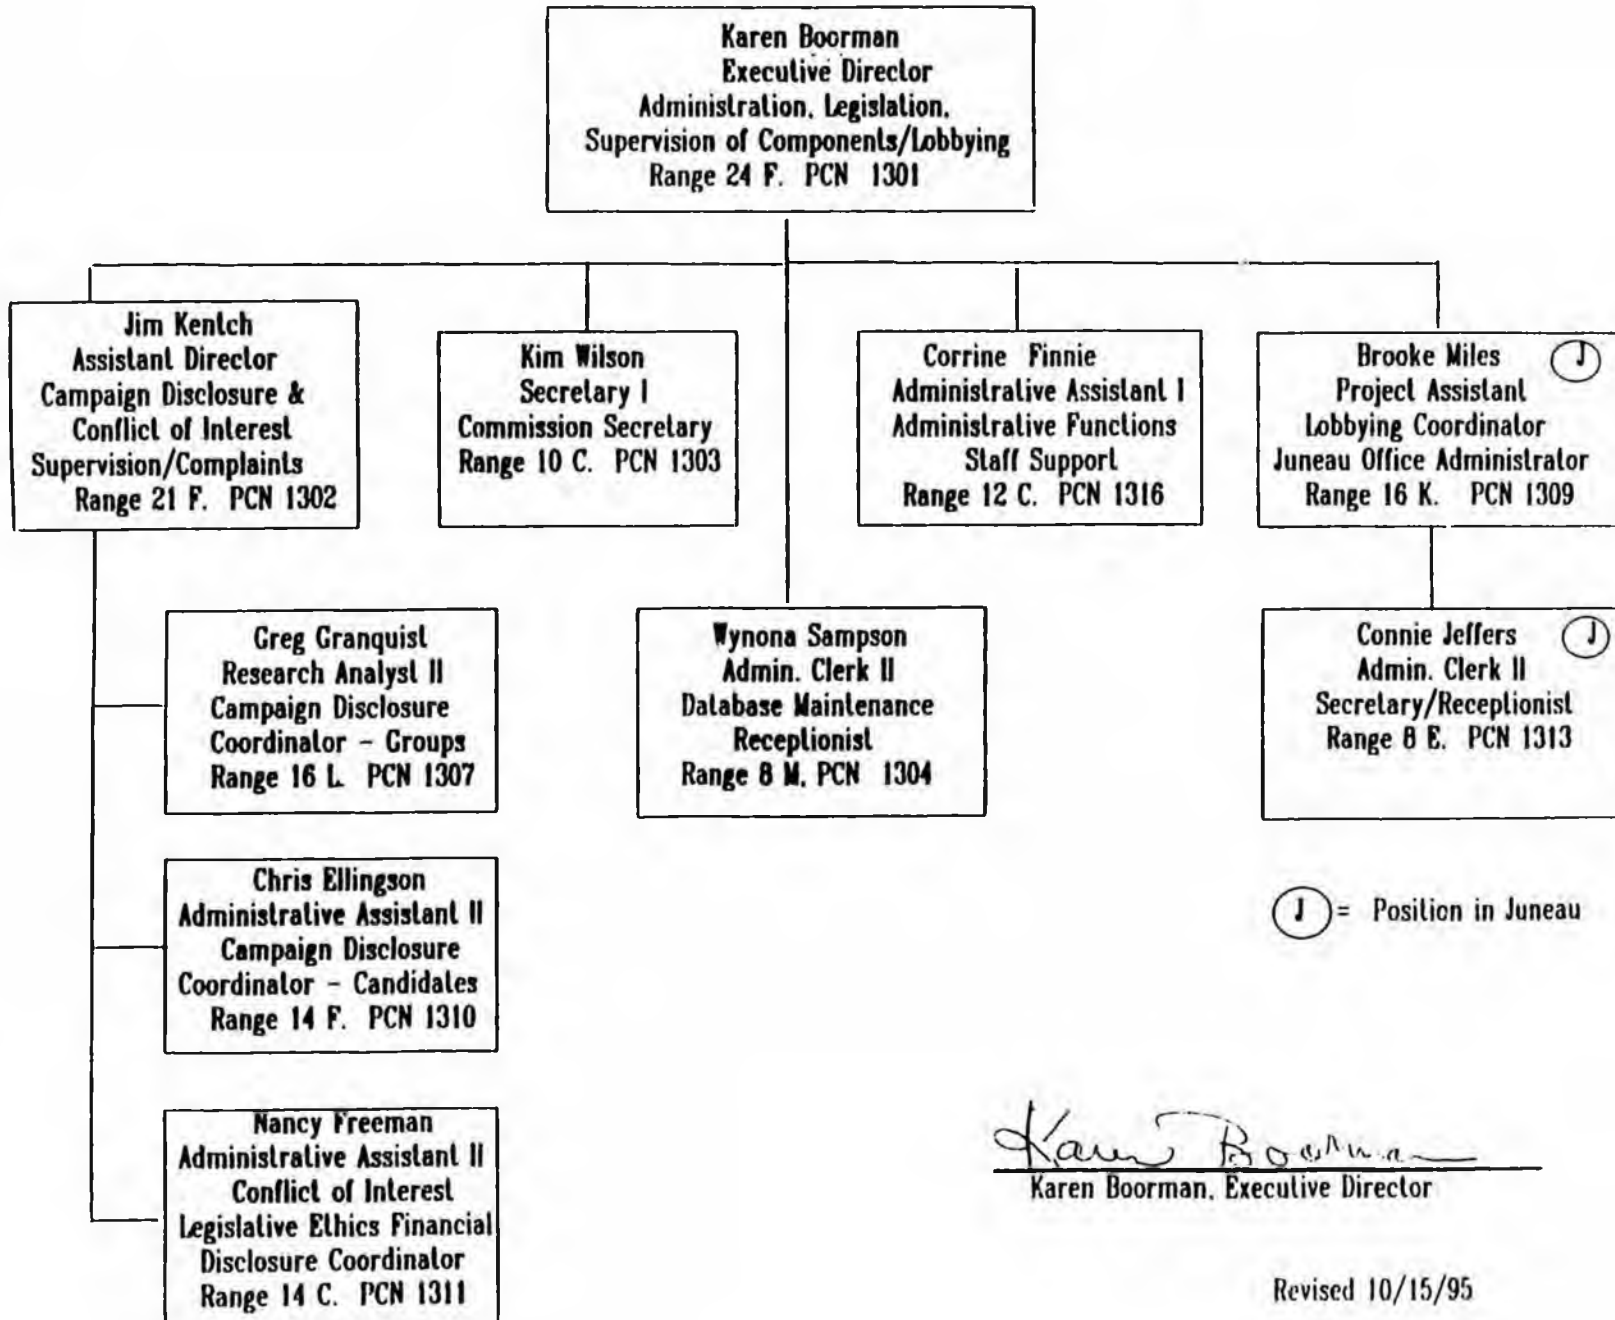 Karen Boorman
Executive Director
Administration, Legislation,
Supervision of Components/Lobbying
Range 24 F. PCN 1301
Jim Kentch
Assistant Director
Campaign Disclosure &
Conflict of Interest
Supervision/Complaints
Range 21 F. PCN 1302
Kim Wilson
Secretary I
Commission Secretary
Range 10 C. PCN 1303
Corrine Finnie
Administrative Assistant I
Administrative Functions
Staff Support
Range 12 C. PCN 1316
Brooke Miles J
Project Assistant
Lobbying Coordinator
Juneau Office Administrator
Range 16 K. PCN 1309
Greg Granquist
Research Analyst II
Campaign Disclosure
Coordinator - Groups
Range 16 L. PCN 1307
Wynona Sampson
Admin. Clerk II
Database Maintenance
Receptionist
Range 8 M, PCN 1304
Connie Jeffers J
Admin. Clerk II
Secretary/Receptionist
Range 8 E. PCN 1313
Chris Ellingson
Administrative Assistant II
Campaign Disclosure
Coordinator - Candidates
Range 14 F. PCN 1310
J = Position in Juneau
Nancy Freeman
Administrative Assistant II
Conflict of Interest
Legislative Ethics Financial
Disclosure Coordinator
Range 14 C. PCN 1311
Karen Boorman
Karen Boorman, Executive Director
Revised 10/15/95